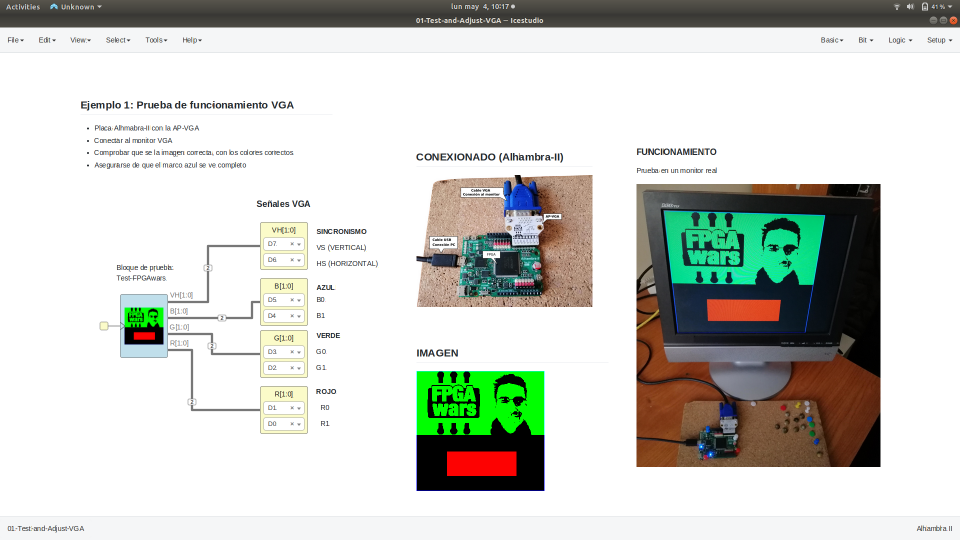 Activities Unknown lun may 4, 10:17 41 %
01-Test-and-Adjust-VGA ~ Icestudio
File Edit View Select Tools Help Basic Bit Logic Setup
Ejemplo 1: Prueba de funcionamiento VGA
Placa Alhmabra-II con la AP-VGA
Conectar al monitor VGA
Comprobar que se la imagen correcta, con los colores correctos
Asegurarse de que el marco azul se ve completo
Señales VGA
VH[1:0]
SINCRONISMO
D7
VS (VERTICAL)
D6
HS (HORIZONTAL)
Bloque de prueba:
Test-FPGAwars
FPGA
wars
VH[1:0]
B[1:0]
G[1:0]
R[1:0]
2
2
2
2
B[1:0]
AZUL
D5
B0
D4
B1
G[1:0]
VERDE
D3
G0
D2
G1
R[1:0]
ROJO
D1
R0
D0
R1
CONEXIONADO (Alhambra-II)
Cable VGA
Conexión al monitor
AP-VGA
Cable USB
Conexión PC
FPGA
IMAGEN
FPGA
wars
FUNCIONAMIENTO
Prueba en un monitor real
FPGA
wars
01-Test-and-Adjust-VGA
Alhambra II